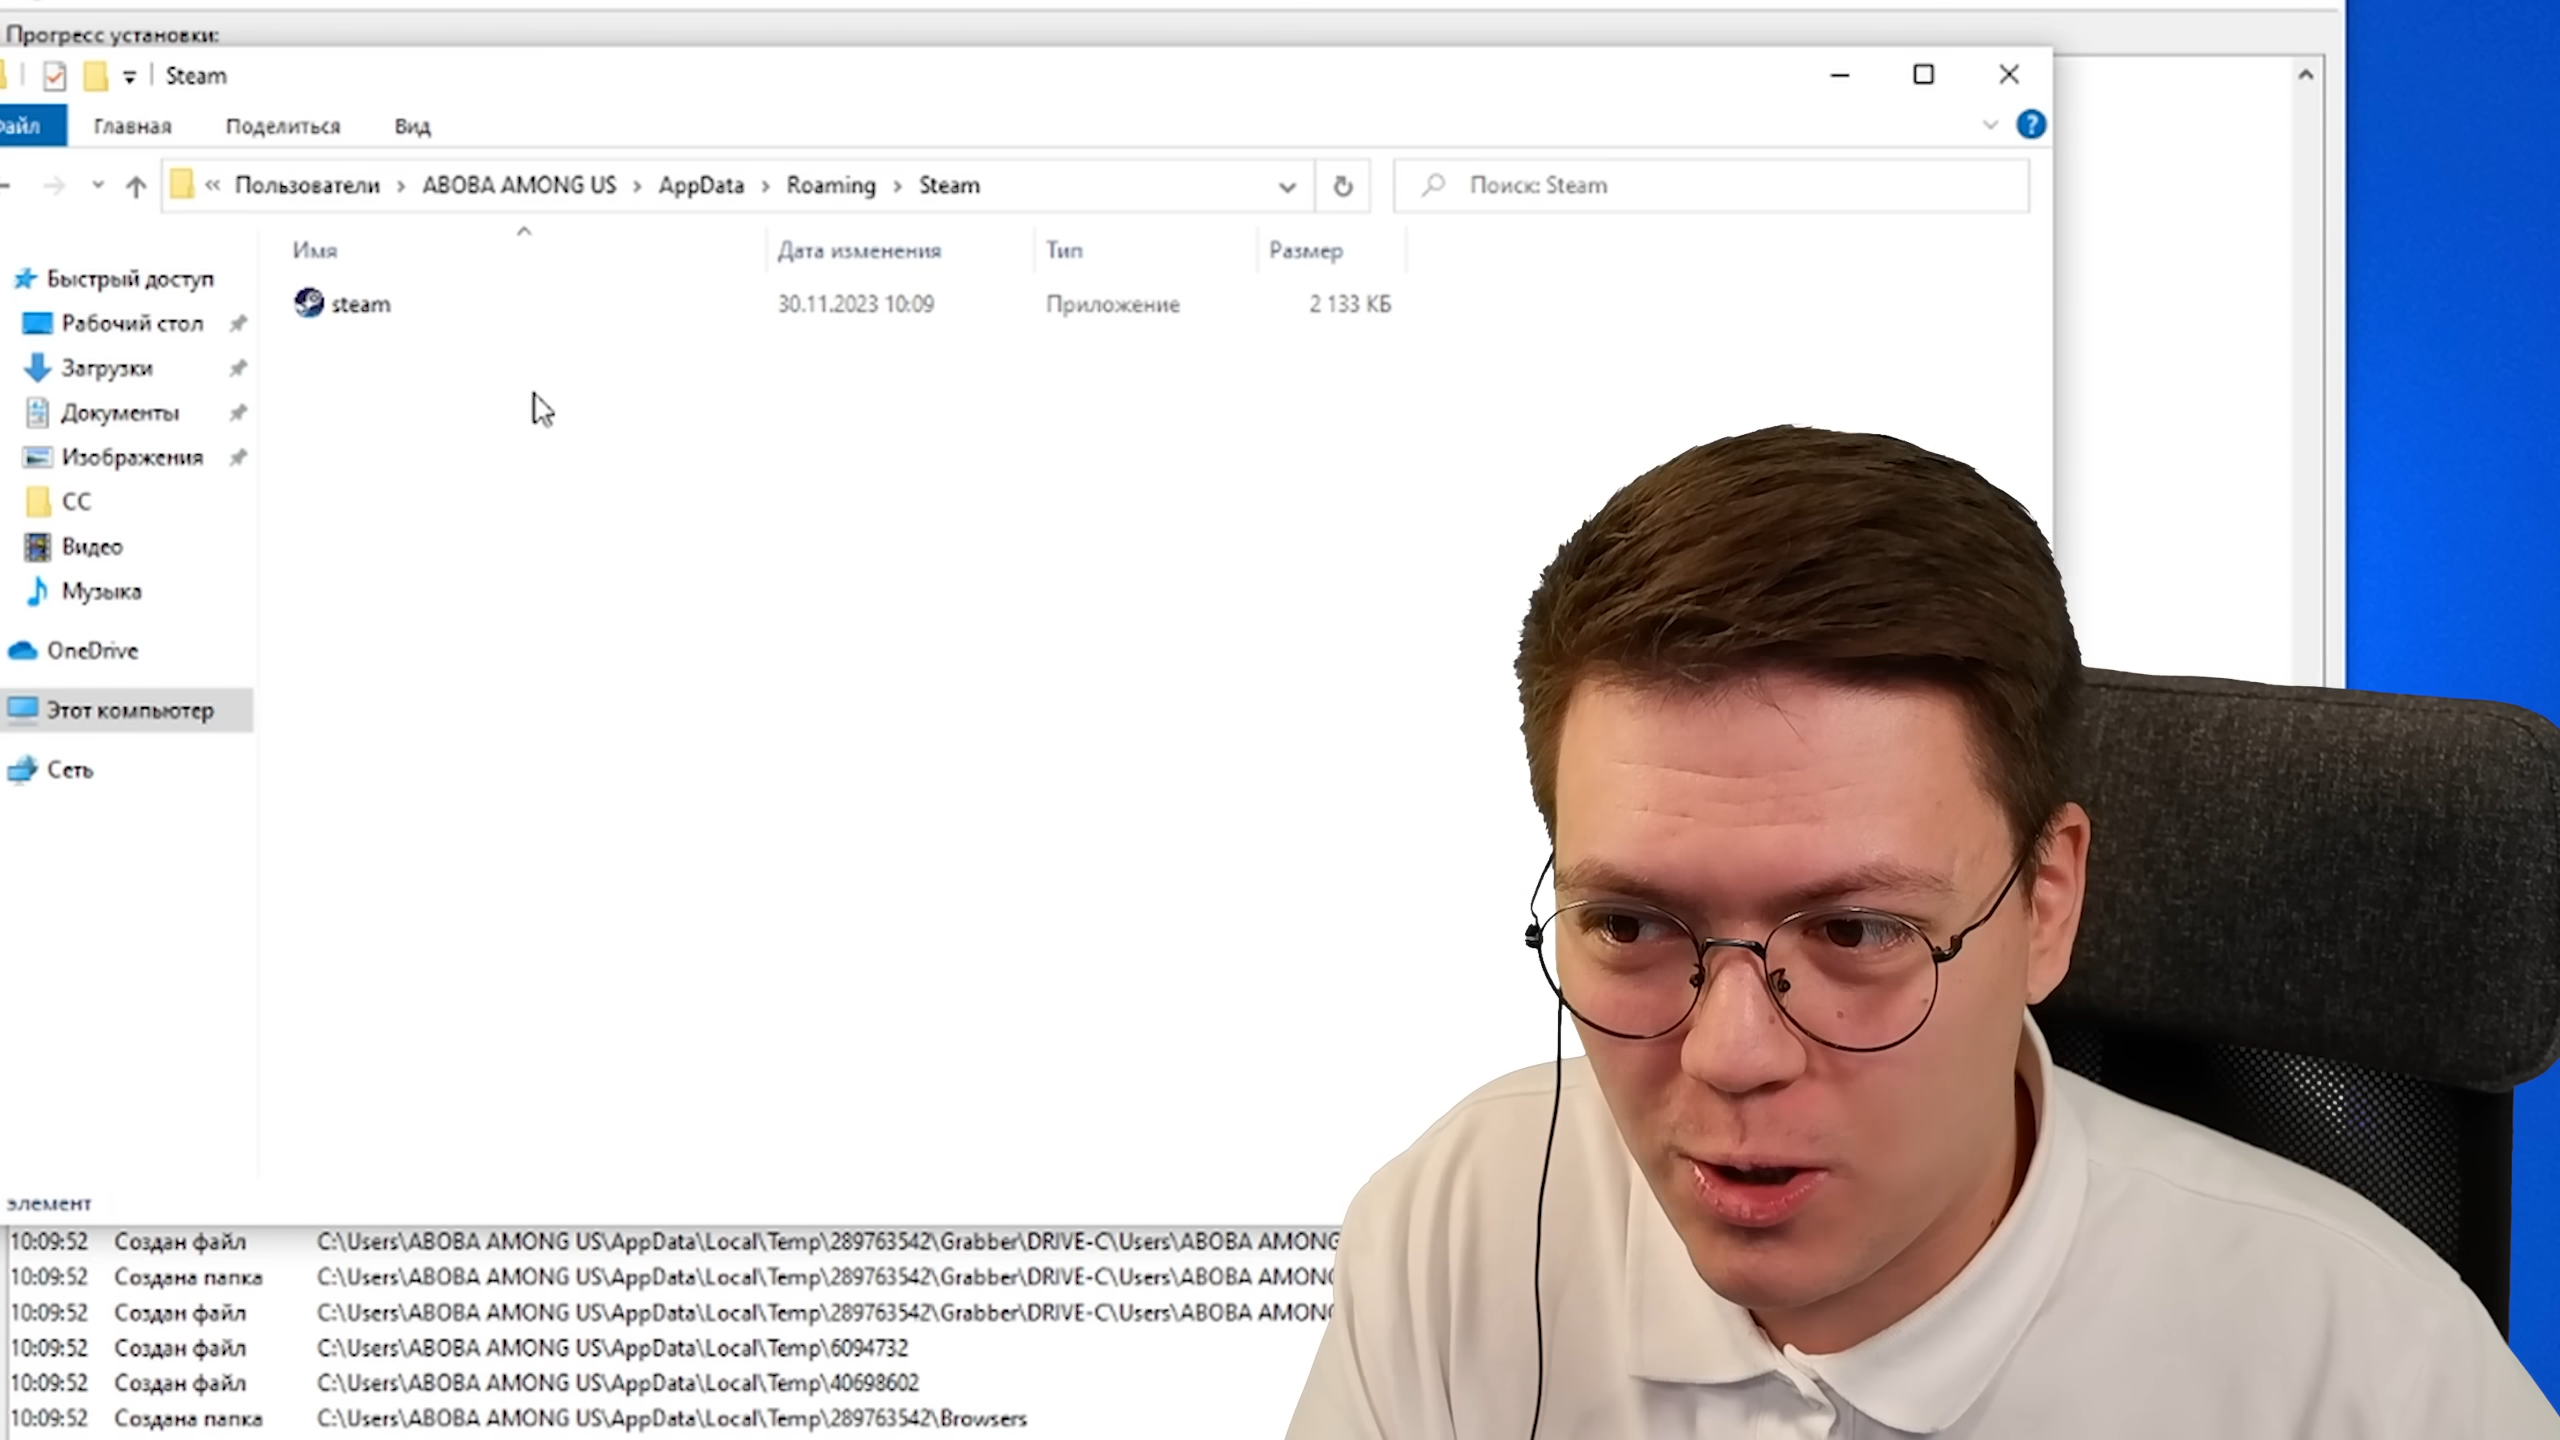 Прогресс установки:
Steam
Файл Главная Поделиться Вид
« Пользователи › ABOBA AMONG US › AppData › Roaming › Steam
Поиск: Steam
Имя Дата изменения Тип Размер
steam 30.11.2023 10:09 Приложение 2 133 КБ
Быстрый доступ
Рабочий стол
Загрузки
Документы
Изображения
CC
Видео
Музыка
OneDrive
Этот компьютер
Сеть
элемент
10:09:52 Создан файл C:\Users\ABOBA AMONG US\AppData\Local\Temp\289763542\Grabber\DRIVE-C\Users\ABOBA AMONG
10:09:52 Создана папка C:\Users\ABOBA AMONG US\AppData\Local\Temp\289763542\Grabber\DRIVE-C\Users\ABOBA AMONG
10:09:52 Создан файл C:\Users\ABOBA AMONG US\AppData\Local\Temp\289763542\Grabber\DRIVE-C\Users\ABOBA AMONG
10:09:52 Создан файл C:\Users\ABOBA AMONG US\AppData\Local\Temp\6094732
10:09:52 Создан файл C:\Users\ABOBA AMONG US\AppData\Local\Temp\40698602
10:09:52 Создана папка C:\Users\ABOBA AMONG US\AppData\Local\Temp\289763542\Browsers